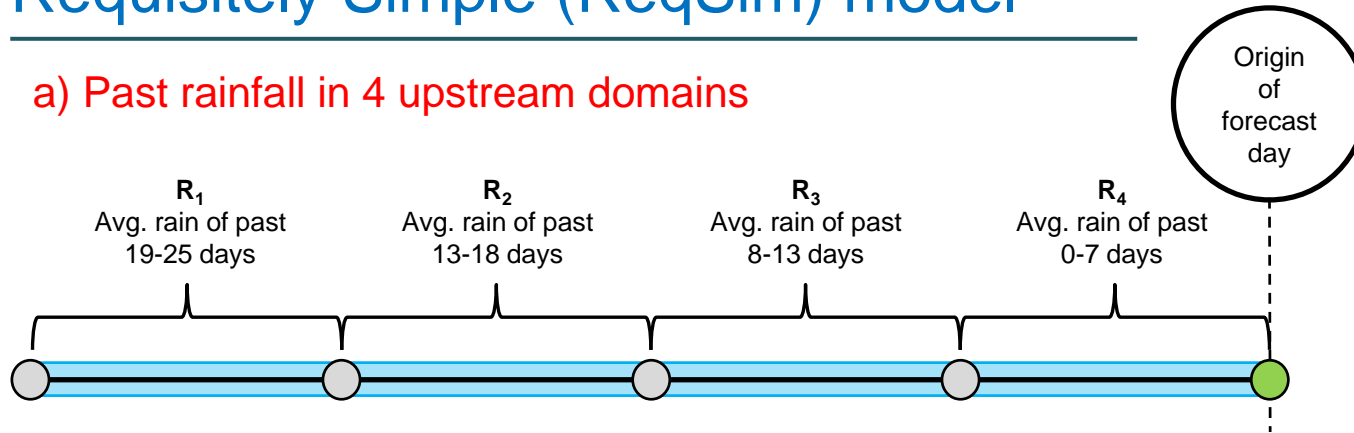 Requisitely Simple (ReqSim) model
a) Past rainfall in 4 upstream domains
Origin
of
forecast
day
R₁
Avg. rain of past
19-25 days
R₂
Avg. rain of past
13-18 days
R₃
Avg. rain of past
8-13 days
R₄
Avg. rain of past
0-7 days